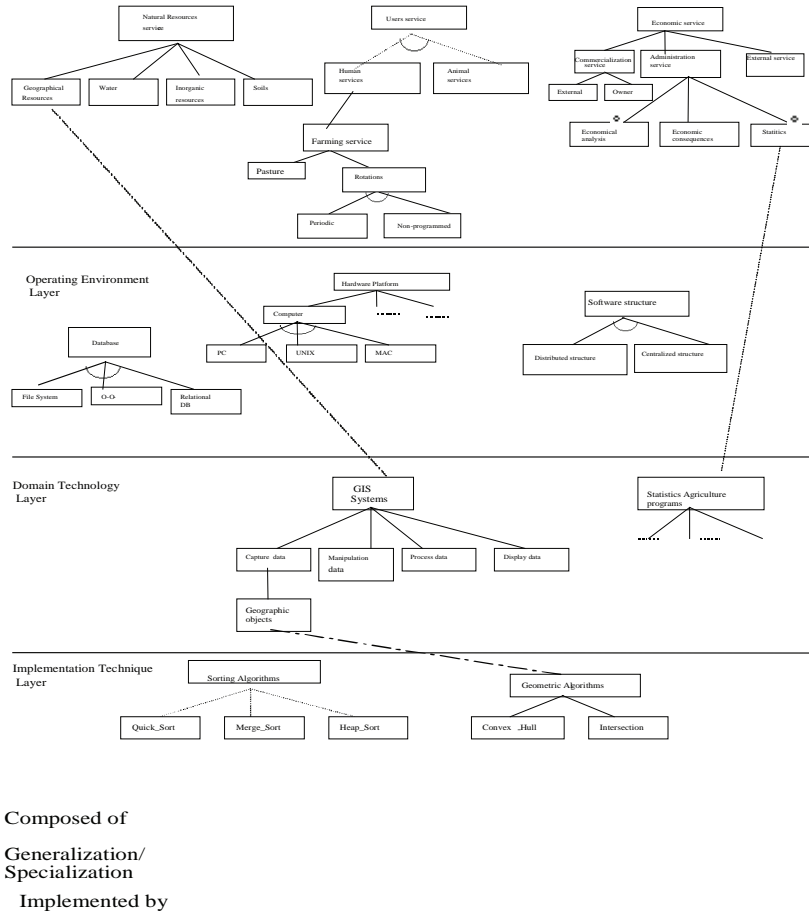 Natural Resources
service
Users service
Economic service
Human
services
Animal
services
Commercialization
service
Administration
service
External service
Geographical
Resources
Water
Inorganic
resources
Soils
External
Owner
Farming service
Economical
analysis
Economic
consequences
Statitics
Pasture
Rotations
Periodic
Non-programmed
Operating Environment
Layer
Hardware Platform
Computer
Software structure
Database
PC
UNIX
MAC
Distributed structure
Centralized structure
File System
O-O
Relational
DB
Domain Technology
Layer
GIS
Systems
Statistics Agriculture
programs
Capture data
Manipulation
data
Process data
Display data
Geographic
objects
Implementation Technique
Layer
Sorting Algorithms
Geometric Algorithms
Quick_Sort
Merge_Sort
Heap_Sort
Convex _Hull
Intersection
Composed of
Generalization/
Specialization
Implemented by